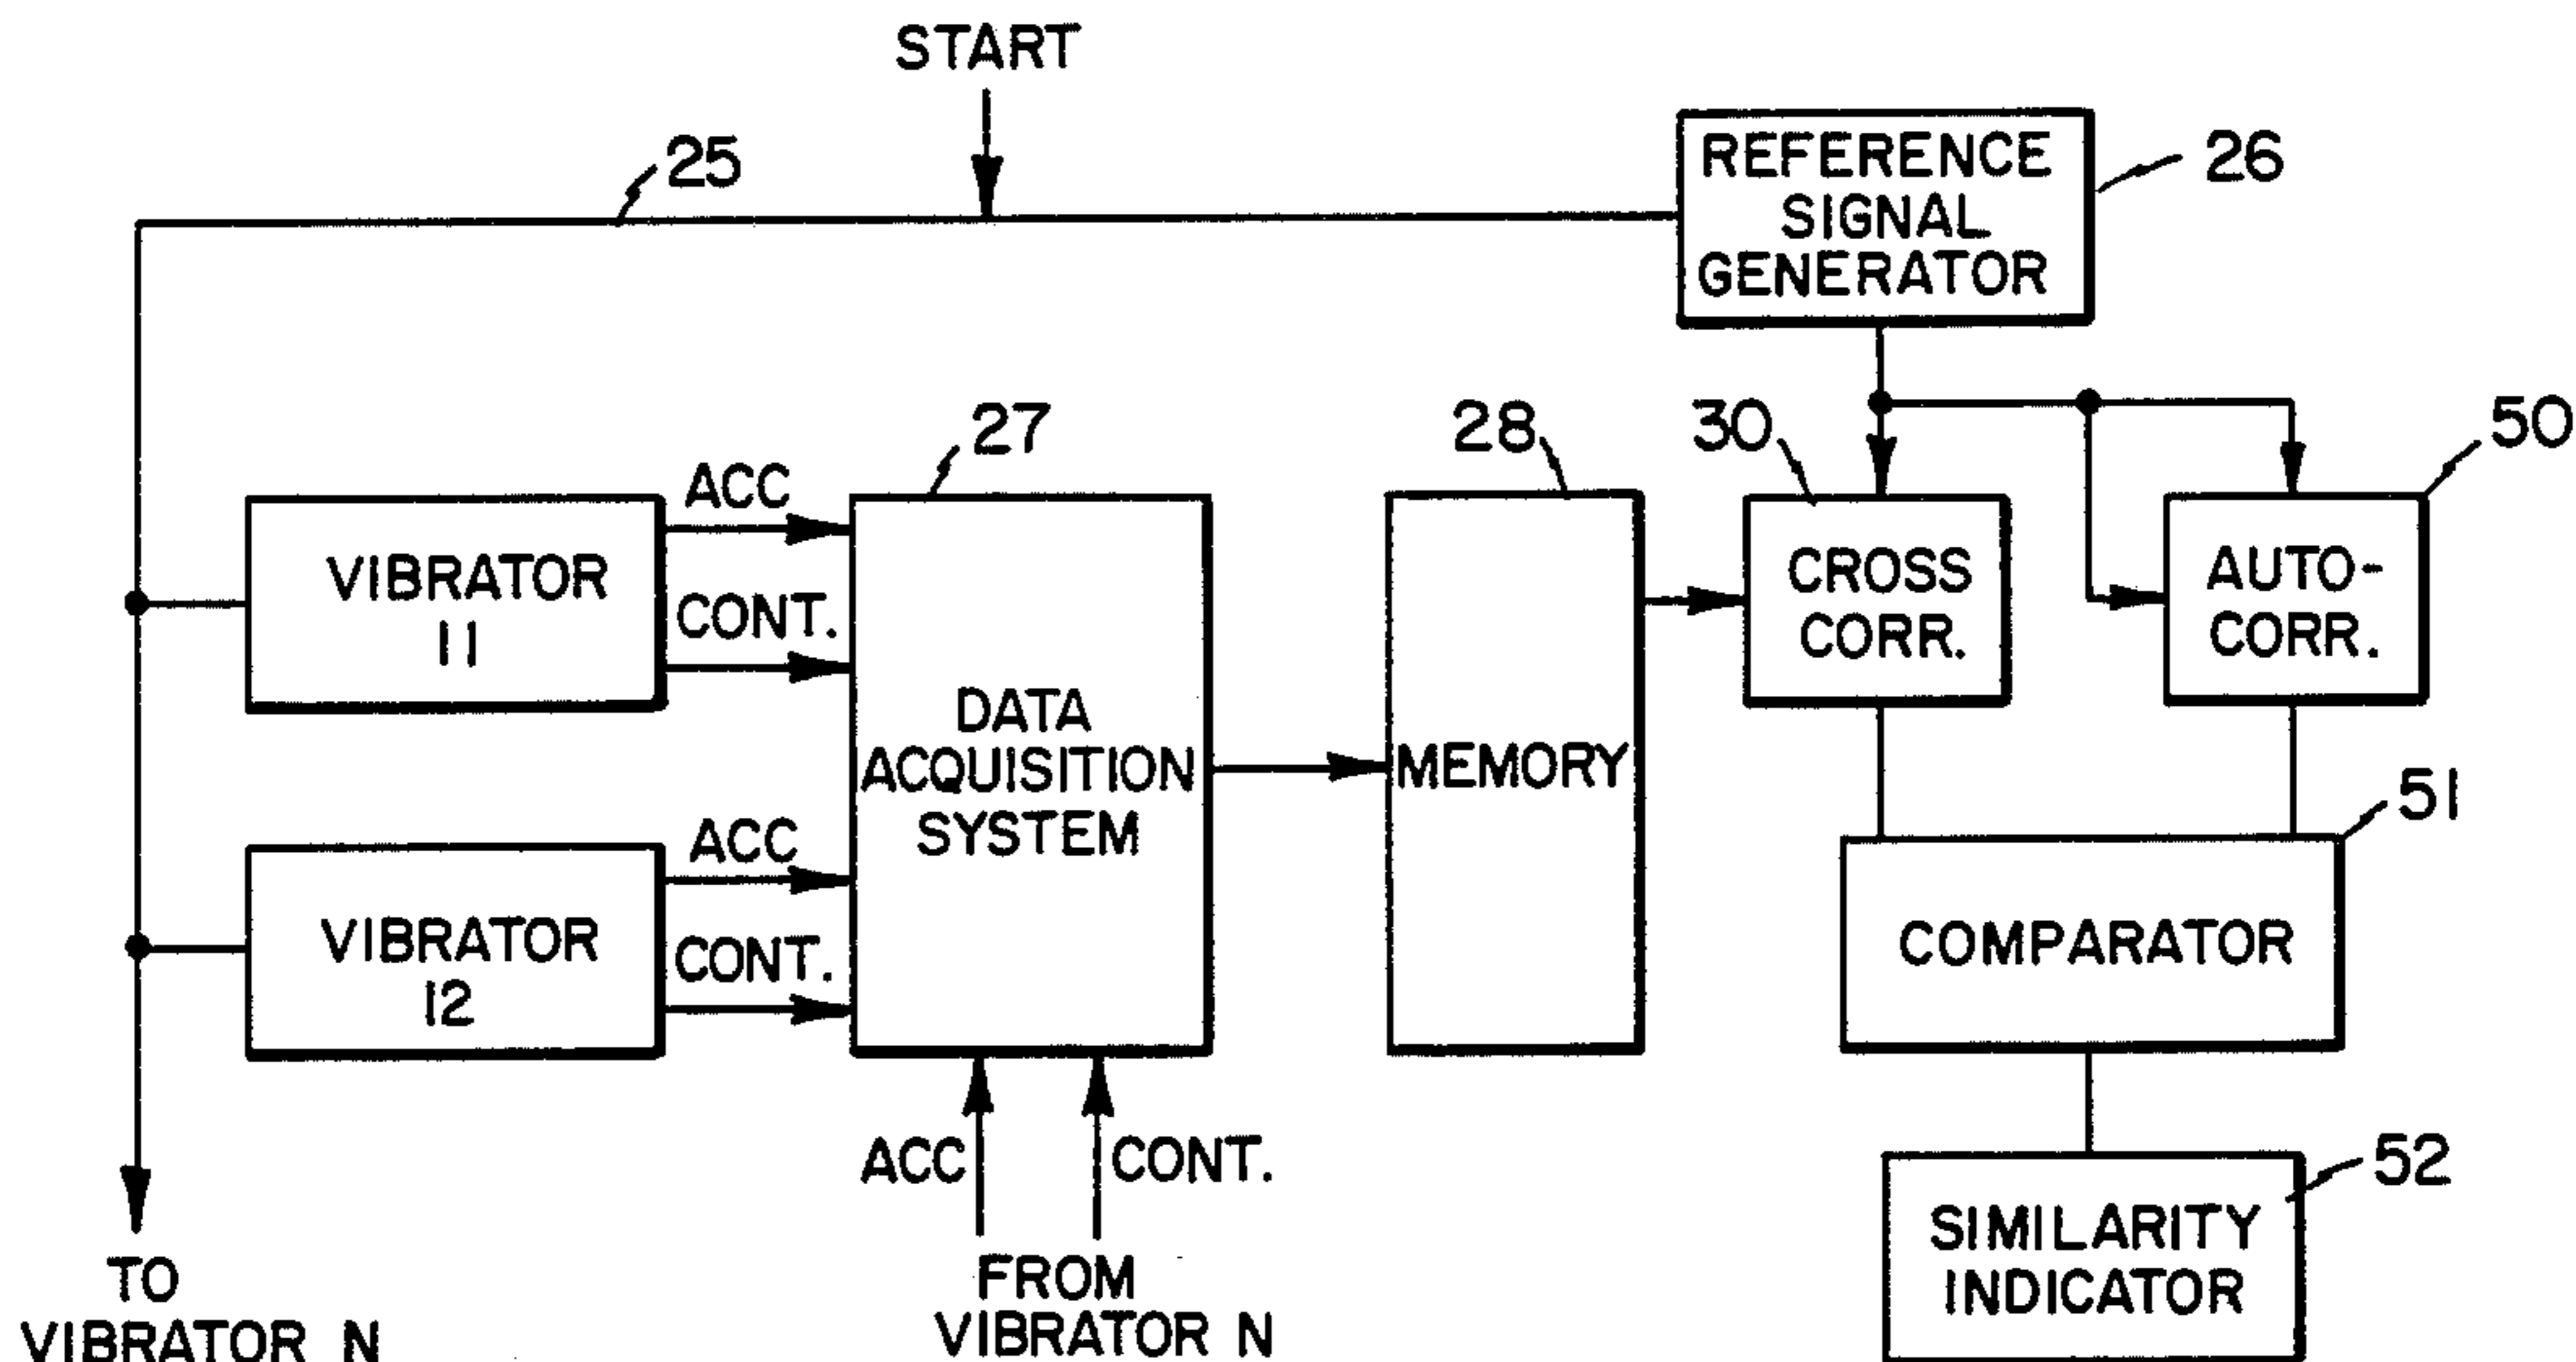 START
25
REFERENCE
SIGNAL
GENERATOR
26
27
28
30
50
ACC
CONT.
VIBRATOR
11
CROSS
CORR.
AUTO-
CORR.
DATA
ACQUISITION
SYSTEM
MEMORY
51
ACC
CONT.
VIBRATOR
12
COMPARATOR
ACC
CONT.
52
SIMILARITY
INDICATOR
TO
VIBRATOR N
FROM
VIBRATOR N